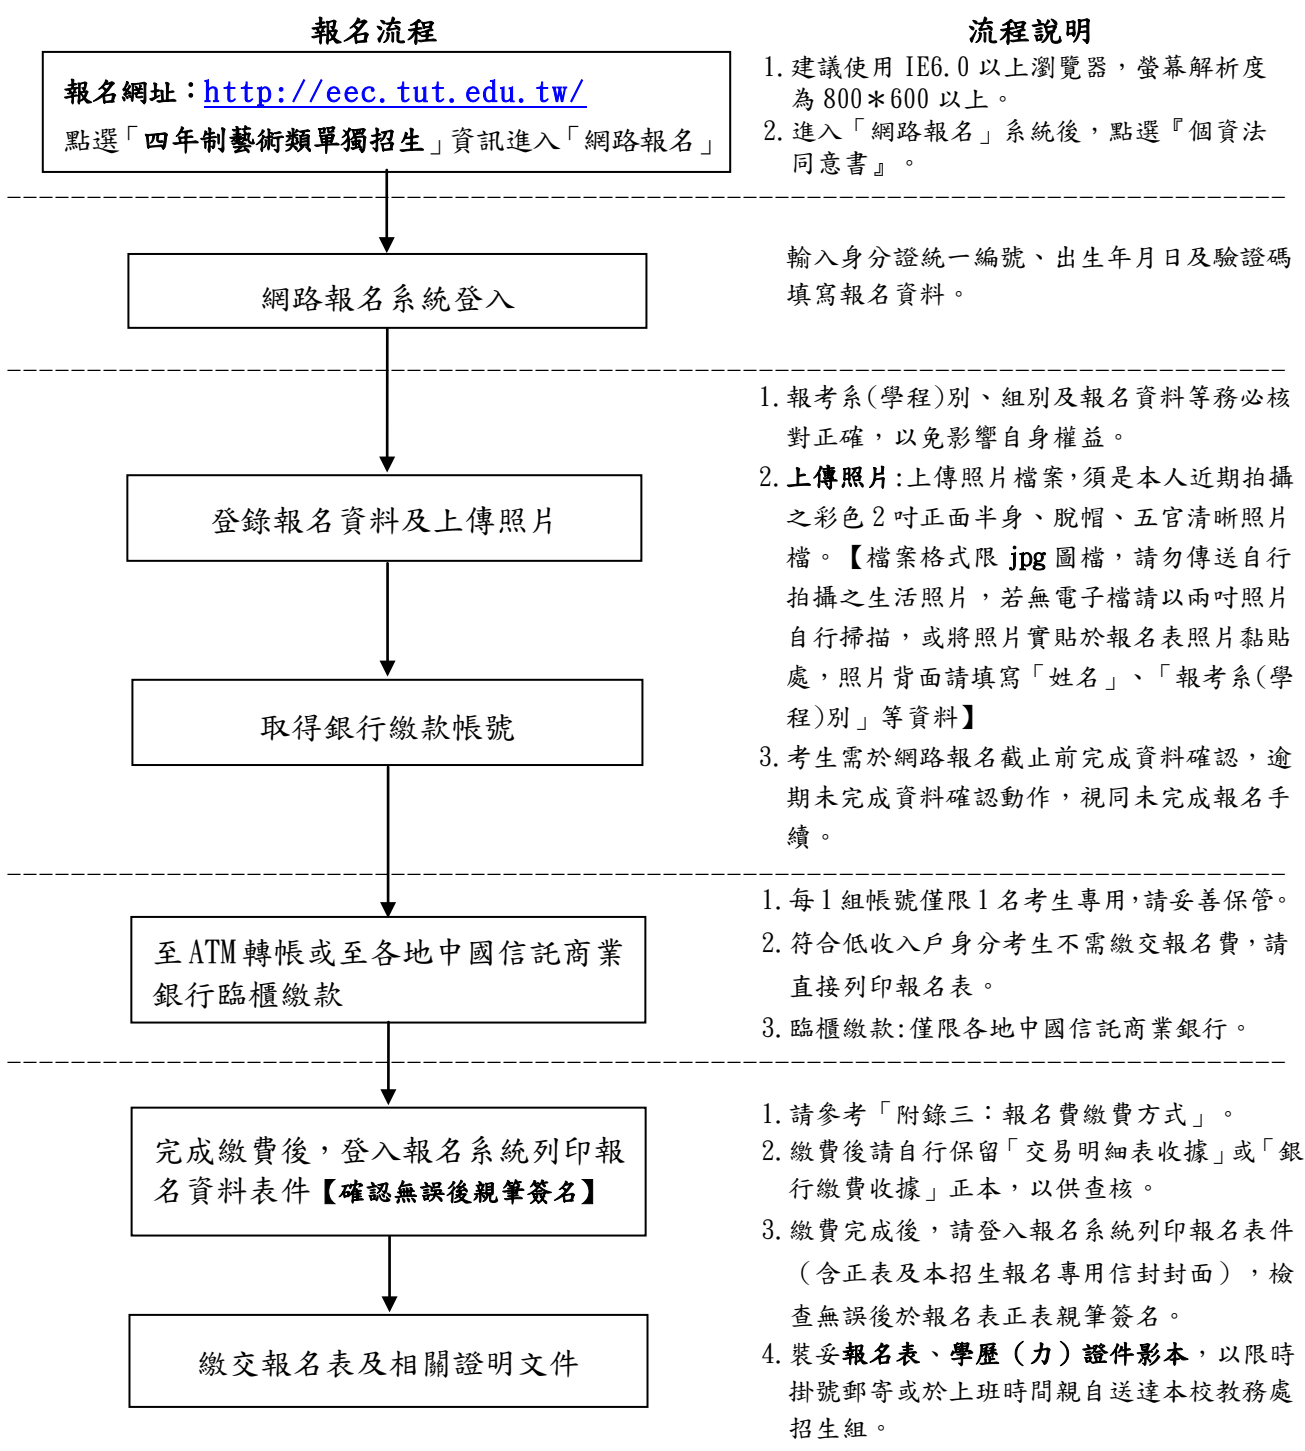 報名流程
流程說明
報名網址：http://eec.tut.edu.tw/
點選「四年制藝術類單獨招生」資訊進入「網路報名」
1.建議使用 IE6.0 以上瀏覽器，螢幕解析度
為 800＊600 以上。
2.進入「網路報名」系統後，點選『個資法
同意書』。
網路報名系統登入
輸入身分證統一編號、出生年月日及驗證碼
填寫報名資料。
登錄報名資料及上傳照片
取得銀行繳款帳號
1.報考系(學程)別、組別及報名資料等務必核
對正確，以免影響自身權益。
2.上傳照片:上傳照片檔案，須是本人近期拍攝
之彩色 2 吋正面半身、脫帽、五官清晰照片
檔。【檔案格式限 jpg 圖檔，請勿傳送自行
拍攝之生活照片，若無電子檔請以兩吋照片
自行掃描，或將照片實貼於報名表照片黏貼
處，照片背面請填寫「姓名」、「報考系(學
程)別」等資料】
3.考生需於網路報名截止前完成資料確認，逾
期未完成資料確認動作，視同未完成報名手
續。
至 ATM 轉帳或至各地中國信託商業
銀行臨櫃繳款
1.每 1 組帳號僅限 1 名考生專用，請妥善保管。
2.符合低收入戶身分考生不需繳交報名費，請
直接列印報名表。
3.臨櫃繳款:僅限各地中國信託商業銀行。
完成繳費後，登入報名系統列印報
名資料表件【確認無誤後親筆簽名】
繳交報名表及相關證明文件
1.請參考「附錄三：報名費繳費方式」。
2.繳費後請自行保留「交易明細表收據」或「銀
行繳費收據」正本，以供查核。
3.繳費完成後，請登入報名系統列印報名表件
（含正表及本招生報名專用信封封面），檢
查無誤後於報名表正表親筆簽名。
4.裝妥報名表、學歷（力）證件影本，以限時
掛號郵寄或於上班時間親自送達本校教務處
招生組。